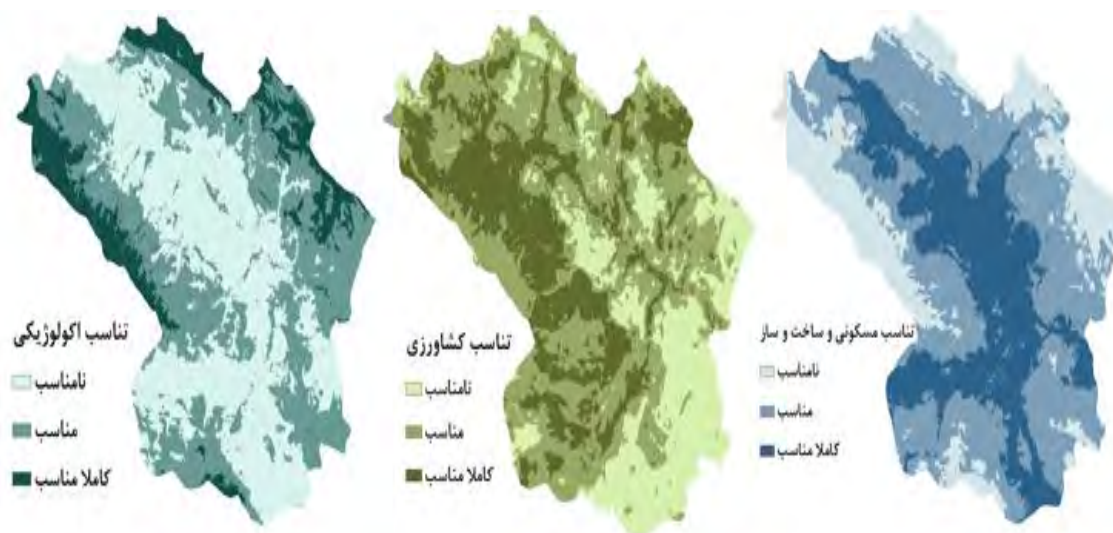 تناسب اکولوژیکی
نامناسب
مناسب
کاملا مناسب
تناسب کشاورزی
نامناسب
مناسب
کاملا مناسب
تناسب مسکونی و ساخت و ساز
نامناسب
مناسب
کاملا مناسب